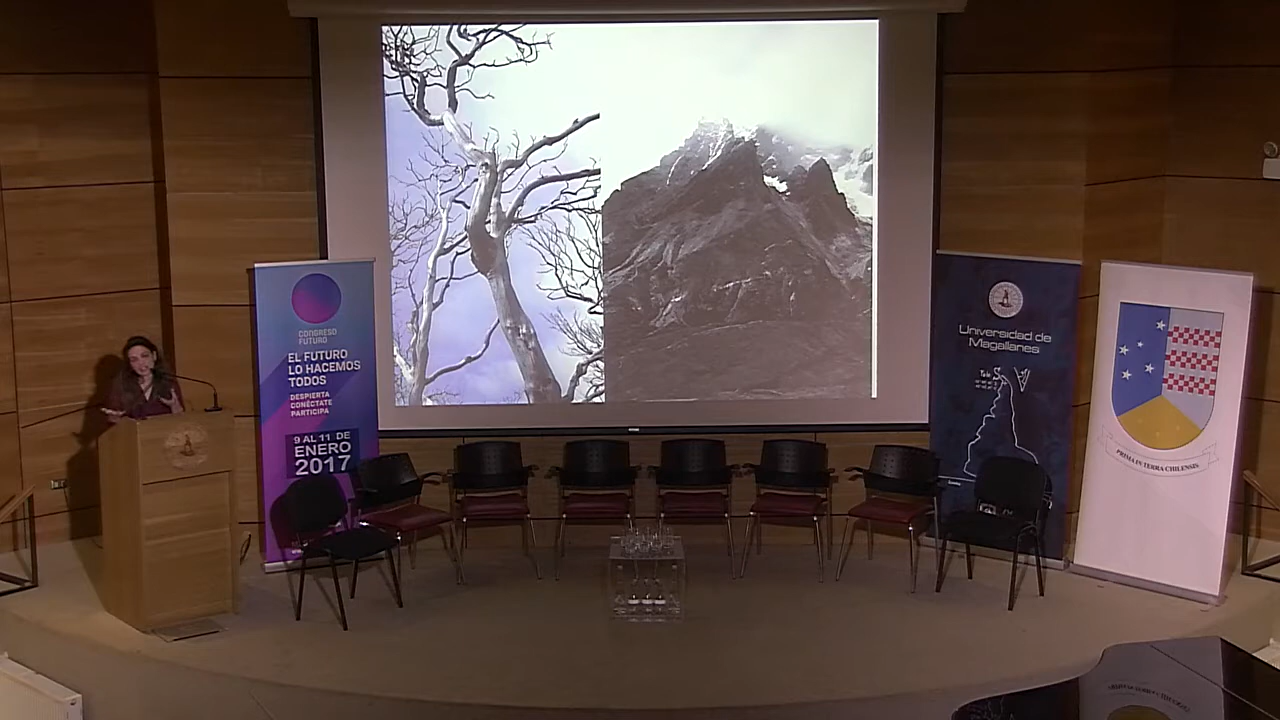 CONGRESO
FUTURO
EL FUTURO
LO HACEMOS
TODOS
DESPIERTA
CONÉCTATE
PARTICIPA
9 AL 11 DE
ENERO
2017
Universidad de
Magallanes
PRIMA IN TERRA CHILENSIS